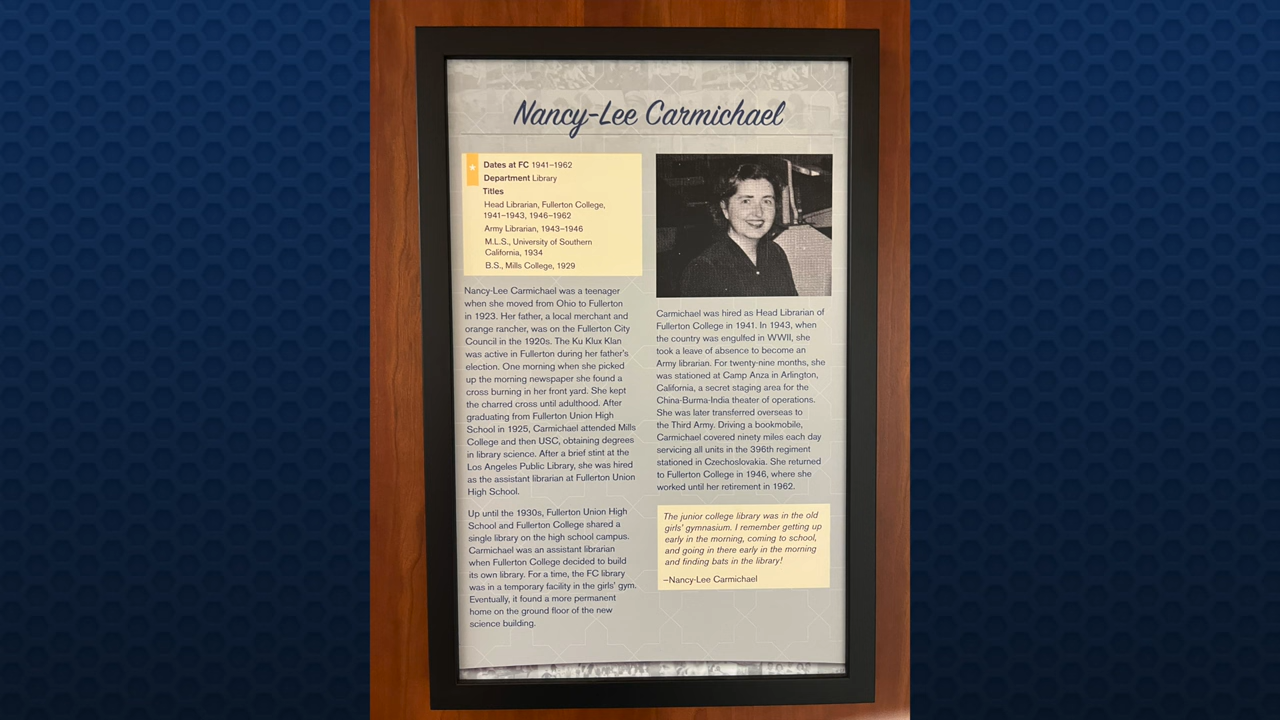 Nancy-Lee Carmichael
Dates at FC 1941–1962
Department Library
Titles
Head Librarian, Fullerton College,
1941–1943, 1946–1962
Army Librarian, 1943–1946
M.L.S., University of Southern
California, 1934
B.S., Mills College, 1929
Nancy-Lee Carmichael was a teenager
when she moved from Ohio to Fullerton
in 1923. Her father, a local merchant and
orange rancher, was on the Fullerton City
Council in the 1920s. The Ku Klux Klan
was active in Fullerton during her father's
election. One morning when she picked
up the morning newspaper she found a
cross burning in her front yard. She kept
the charred cross until adulthood. After
graduating from Fullerton Union High
School in 1925, Carmichael attended Mills
College and then USC, obtaining degrees
in library science. After a brief stint at the
Los Angeles Public Library, she was hired
as the assistant librarian at Fullerton Union
High School.
Up until the 1930s, Fullerton Union High
School and Fullerton College shared a
single library on the high school campus.
Carmichael was an assistant librarian
when Fullerton College decided to build
its own library. For a time, the FC library
was in a temporary facility in the girls' gym.
Eventually, it found a more permanent
home on the ground floor of the new
science building.
Carmichael was hired as Head Librarian of
Fullerton College in 1941. In 1943, when
the country was engulfed in WWII, she
took a leave of absence to become an
Army librarian. For twenty-nine months, she
was stationed at Camp Anza in Arlington,
California, a secret staging area for the
China-Burma-India theater of operations.
She was later transferred overseas to
the Third Army. Driving a bookmobile,
Carmichael covered ninety miles each day
servicing all units in the 396th regiment
stationed in Czechoslovakia. She returned
to Fullerton College in 1946, where she
worked until her retirement in 1962.
The junior college library was in the old
girls' gymnasium. I remember getting up
early in the morning, coming to school,
and going in there early in the morning
and finding bats in the library!
–Nancy-Lee Carmichael